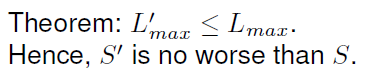 Theorem: L′max ≤ Lmax.
Hence, S′ is no worse than S.